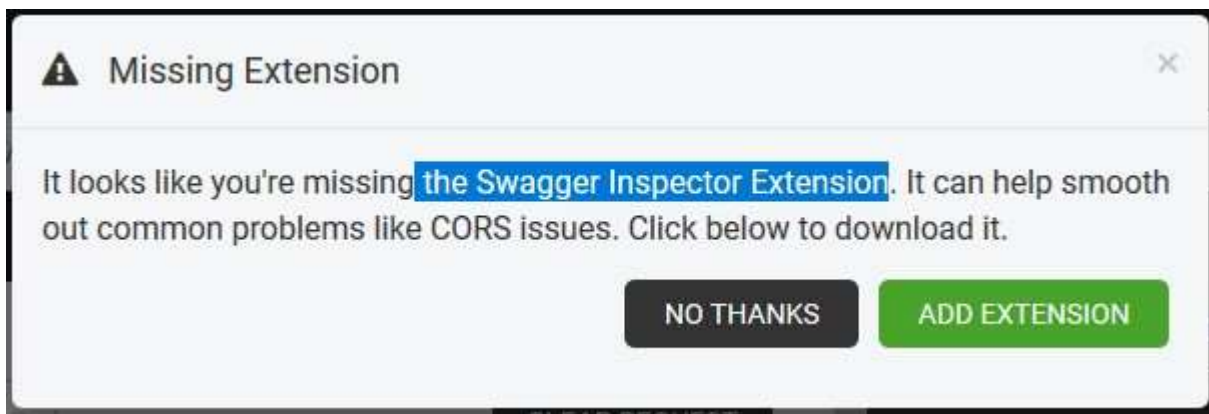 Missing Extension
It looks like you're missing the Swagger Inspector Extension. It can help smooth
out common problems like CORS issues. Click below to download it.
NO THANKS
ADD EXTENSION